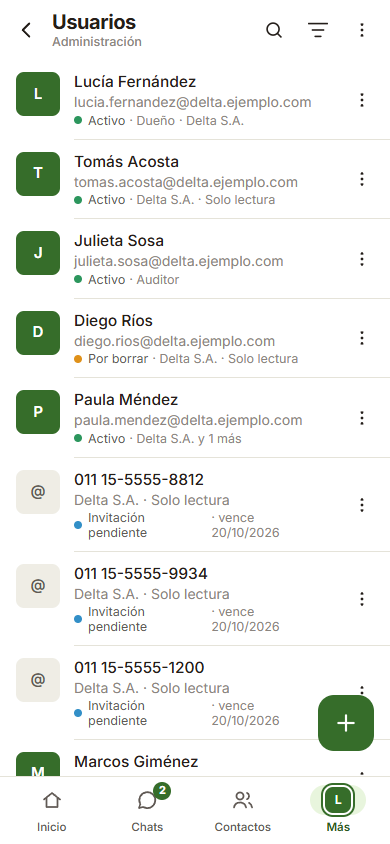 Usuarios
Administración
L
Lucía Fernández
lucia.fernandez@delta.ejemplo.com
Activo · Dueño · Delta S.A.
T
Tomás Acosta
tomas.acosta@delta.ejemplo.com
Activo · Delta S.A. · Solo lectura
J
Julieta Sosa
julieta.sosa@delta.ejemplo.com
Activo · Auditor
D
Diego Ríos
diego.rios@delta.ejemplo.com
Por borrar · Delta S.A. · Solo lectura
P
Paula Méndez
paula.mendez@delta.ejemplo.com
Activo · Delta S.A. y 1 más
@
011 15-5555-8812
Delta S.A. · Solo lectura
Invitación pendiente · vence 20/10/2026
@
011 15-5555-9934
Delta S.A. · Solo lectura
Invitación pendiente · vence 20/10/2026
@
011 15-5555-1200
Delta S.A. · Solo lectura
Invitación pendiente · vence 20/10/2026
M
Marcos Giménez
2
L
Inicio Chats Contactos Más